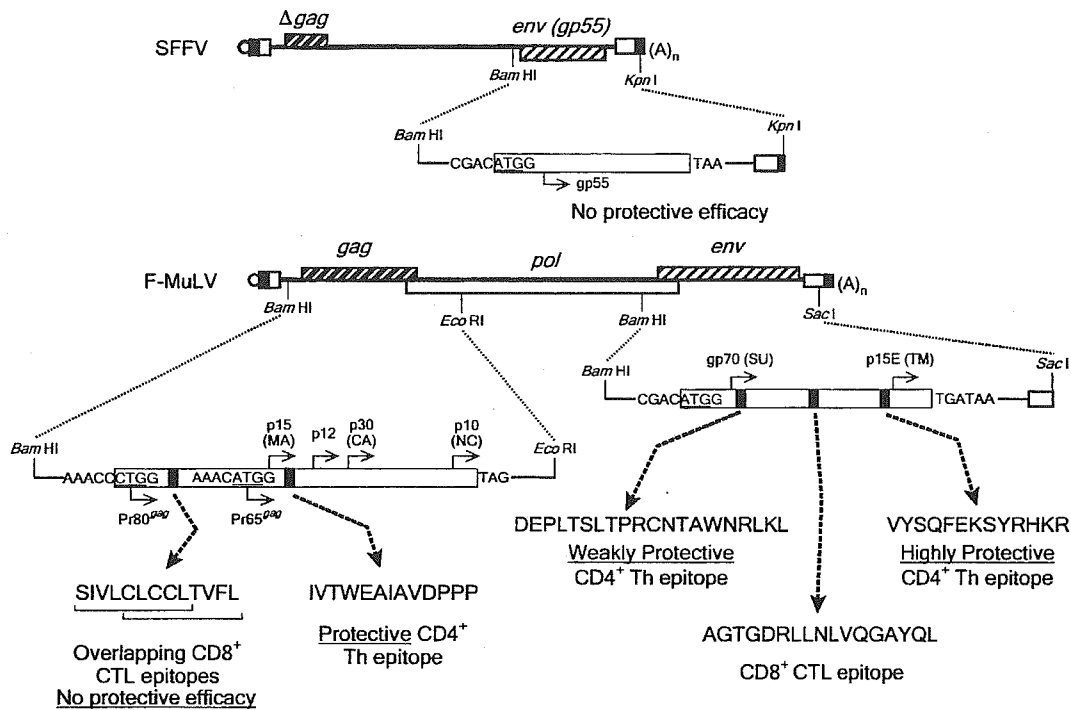 SFFV
Δgag
env (gp55)
(A)n
Bam HI
Kpn I
Bam HI
Kpn I
CGACATGG
TAA
gp55
No protective efficacy
F-MuLV
gag
pol
env
(A)n
Bam HI
Eco RI
Bam HI
Sac I
Bam HI
gp70 (SU)
p15E (TM)
Sac I
CGACATGG
TGATAA
Bam HI
p15
(MA)
p12
p30
(CA)
p10
(NC)
Eco RI
AAACCCTGG
AAACATGG
TAG
Pr80gag
Pr65gag
DEPLTSLTPRCNTAWNRLKL
Weakly Protective
CD4+ Th epitope
VYSQFEKSYRHKR
Highly Protective
CD4+ Th epitope
SIVLCLCCLTVFL
Overlapping CD8+
CTL epitopes
No protective efficacy
IVTWEAIAVDPPP
Protective CD4+
Th epitope
AGTGDRLLNLVQGAYQL
CD8+ CTL epitope